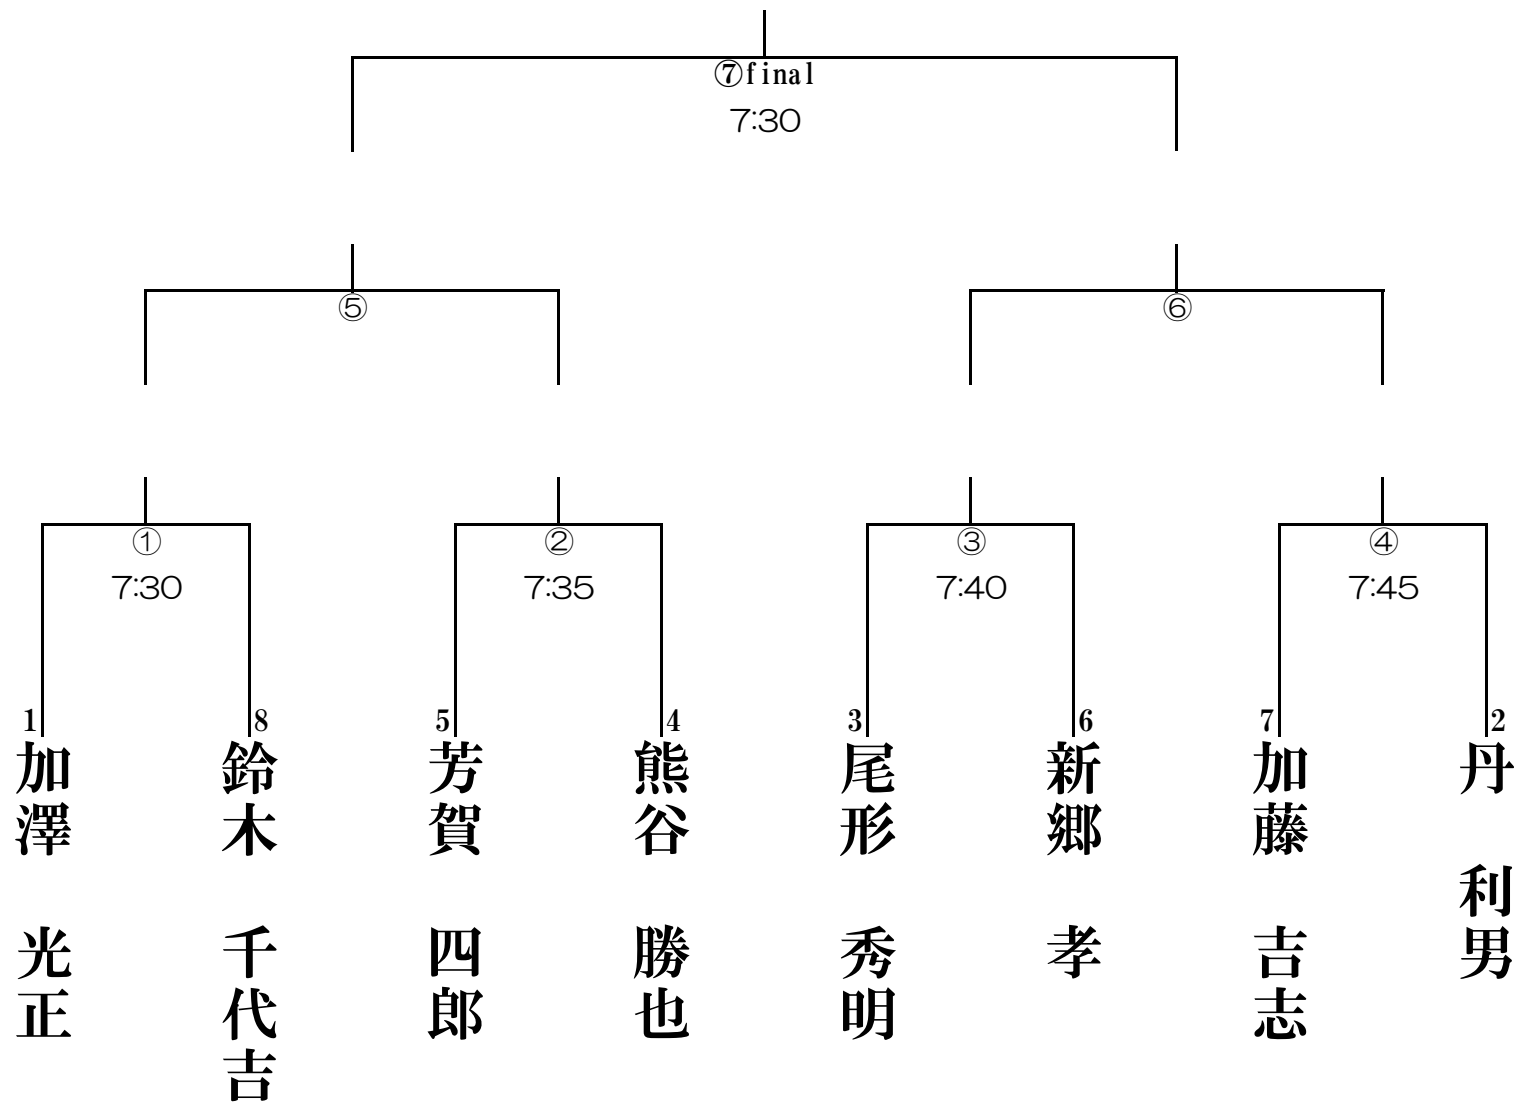 ⑦final
7:30
⑤
⑥
①
②
③
④
7:30
7:35
7:40
7:45
1
8
5
4
3
6
7
2
加澤　光正
鈴木　千代吉
芳賀　四郎
熊谷　勝也
尾形　秀明
新郷　孝
加藤　吉志
丹　利男